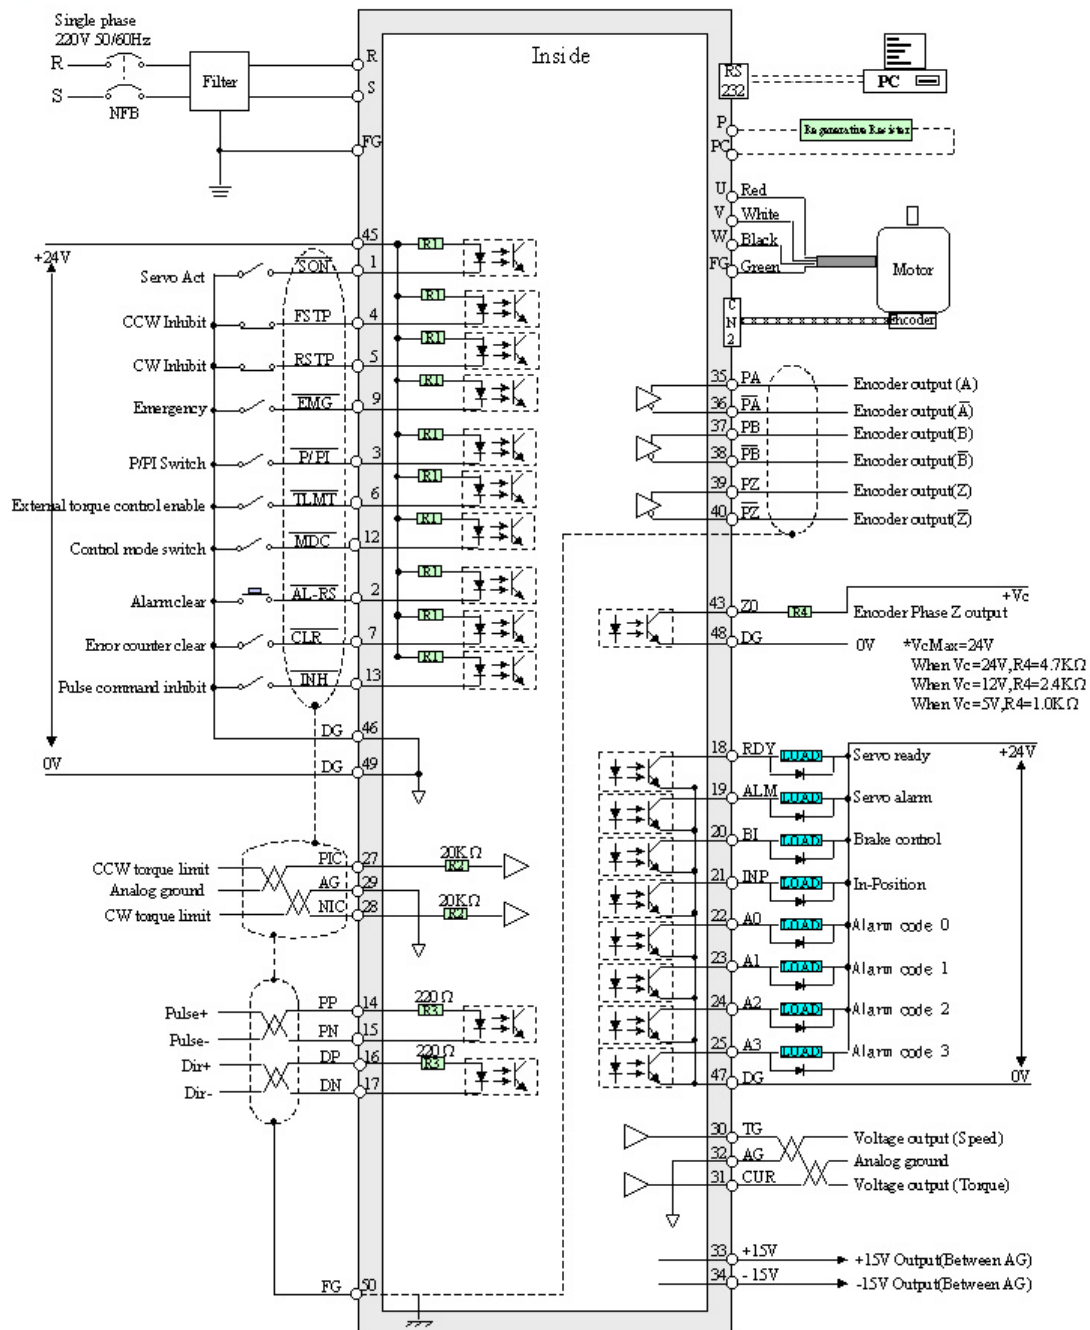 Single phase
220V 50/60Hz
R
S
NFB
Filter
R
S
FG
Inside
RS
232
PC
P
PC
Regenerative Resister
U Red
V White
W Black
FG Green
Motor
CN2
Encoder
+24V
45 R1
Servo Act SON 1
CCW Inhibit FSTP 4 R1
CW Inhibit RSTP 5 R1
Emergency EMG 9 R1
P/PI Switch P/PI 3 R1
External torque control enable TLMT 6 R1
Control mode switch MDC 12 R1
Alarm clear AL-RS 2 R1
Error counter clear CLR 7 R1
Pulse command inhibit INH 13 R1
DG 46
0V DG 49
CCW torque limit PIC 27 20KΩ R2
Analog ground AG 29
CW torque limit NIC 28 20KΩ R2
Pulse+ PP 14 220Ω R3
Pulse- PN 15
Dir+ DP 16 220Ω R3
Dir- DN 17
FG 50
35 PA Encoder output (A)
36 P̅A̅ Encoder output(A̅)
37 PB Encoder output(B)
38 P̅B̅ Encoder output(B̅)
39 PZ Encoder output(Z)
40 P̅Z̅ Encoder output(Z̅)
+Vc
43 Z0 R4 Encoder Phase Z output
48 DG 0V *VcMax=24V
When Vc=24V,R4=4.7KΩ
When Vc=12V,R4=2.4KΩ
When Vc=5V,R4=1.0KΩ
+24V
18 RDY LOAD Servo ready
19 ALM LOAD Servo alarm
20 BI LOAD Brake control
21 INP LOAD In-Position
22 A0 LOAD Alarm code 0
23 A1 LOAD Alarm code 1
24 A2 LOAD Alarm code 2
25 A3 LOAD Alarm code 3
47 DG 0V
30 TG Voltage output (Speed)
32 AG Analog ground
31 CUR Voltage output (Torque)
33 +15V +15V Output(Between AG)
34 -15V -15V Output(Between AG)